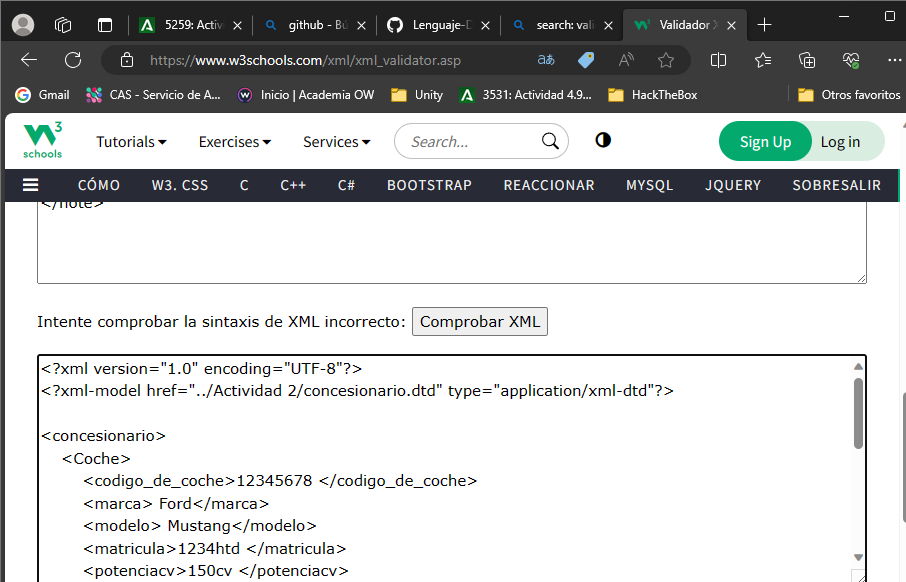 5259: Activ
github - Bú
Lenguaje-D
search: vali
Validador X
https://www.w3schools.com/xml/xml_validator.asp
Gmail
CAS - Servicio de A...
Inicio | Academia OW
Unity
3531: Actividad 4.9...
HackTheBox
Otros favoritos
W3 schools
Tutorials
Exercises
Services
Search...
Sign Up
Log in
CÓMO
W3. CSS
C
C++
C#
BOOTSTRAP
REACCIONAR
MYSQL
JQUERY
SOBRESALIR
</note>
Intente comprobar la sintaxis de XML incorrecto: Comprobar XML
<?xml version="1.0" encoding="UTF-8"?>
<?xml-model href="../Actividad 2/concesionario.dtd" type="application/xml-dtd"?>
<concesionario>
<Coche>
<codigo_de_coche>12345678 </codigo_de_coche>
<marca> Ford</marca>
<modelo> Mustang</modelo>
<matricula>1234htd </matricula>
<potenciacv>150cv </potenciacv>